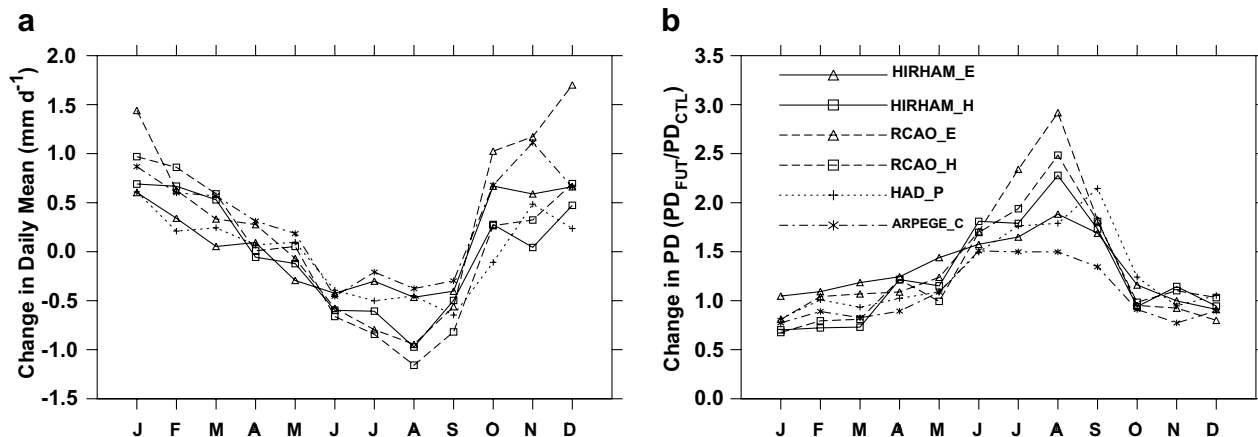 a
Change in Daily Mean (mm d⁻¹)
2.0
1.5
1.0
0.5
0.0
-0.5
-1.0
-1.5
J F M A M J J A S O N D
b
Change in PD (PD_FUT/PD_CTL)
3.5
3.0
2.5
2.0
1.5
1.0
0.5
0.0
HIRHAM_E
HIRHAM_H
RCAO_E
RCAO_H
HAD_P
ARPEGE_C
J F M A M J J A S O N D